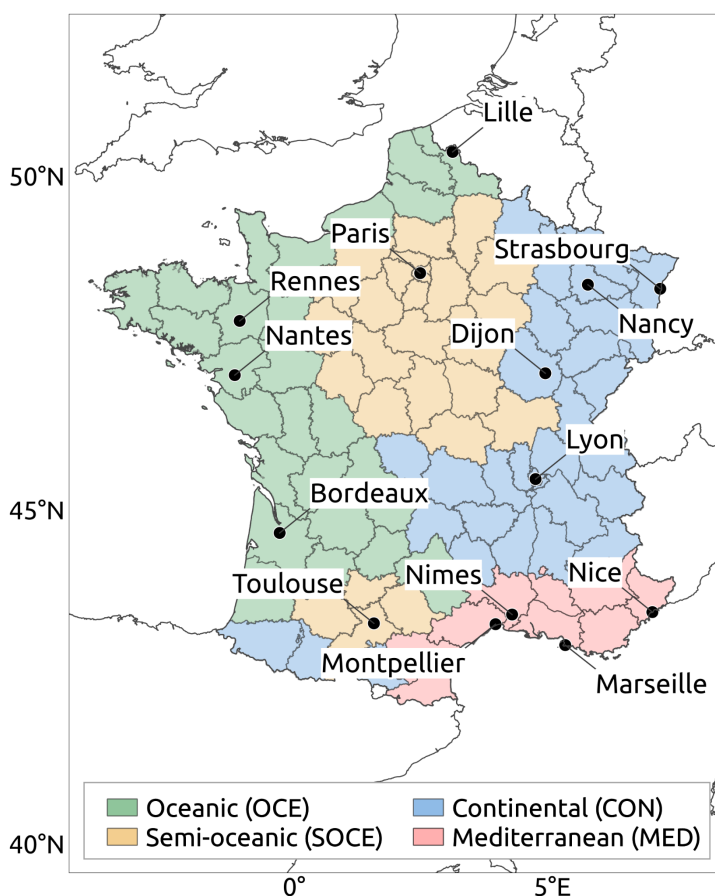 Lille
50°N
Paris
Strasbourg
Rennes
Nancy
Nantes
Dijon
Lyon
Bordeaux
45°N
Toulouse
Nimes
Nice
Montpellier
Marseille
Oceanic (OCE)
Continental (CON)
Semi-oceanic (SOCE)
Mediterranean (MED)
40°N
0°
5°E